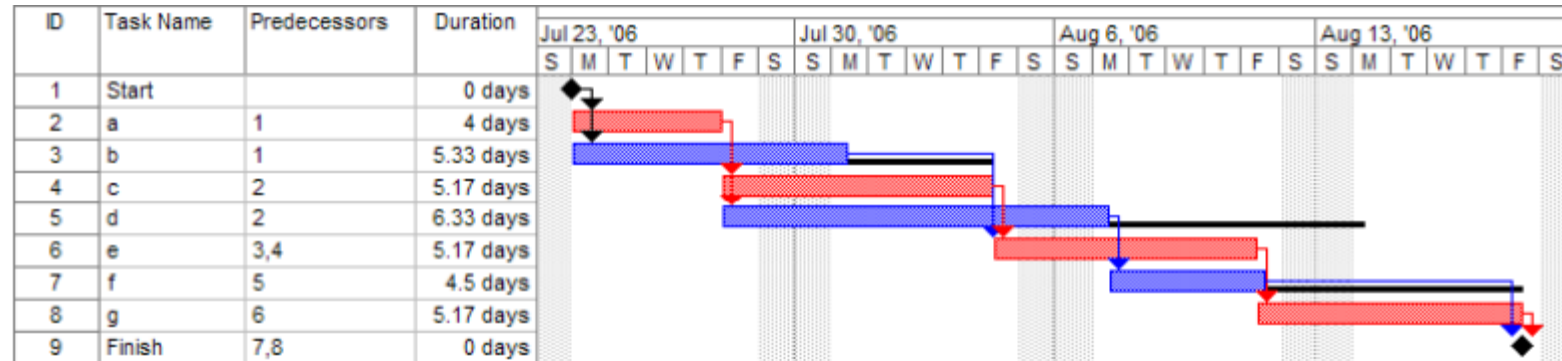 ID Task Name Predecessors Duration Jul 23, '06 Jul 30, '06 Aug 6, '06 Aug 13, '06
S M T W T F S S M T W T F S S M T W T F S S M T W T F S
1 Start 0 days
2 a 1 4 days
3 b 1 5.33 days
4 c 2 5.17 days
5 d 2 6.33 days
6 e 3,4 5.17 days
7 f 5 4.5 days
8 g 6 5.17 days
9 Finish 7,8 0 days